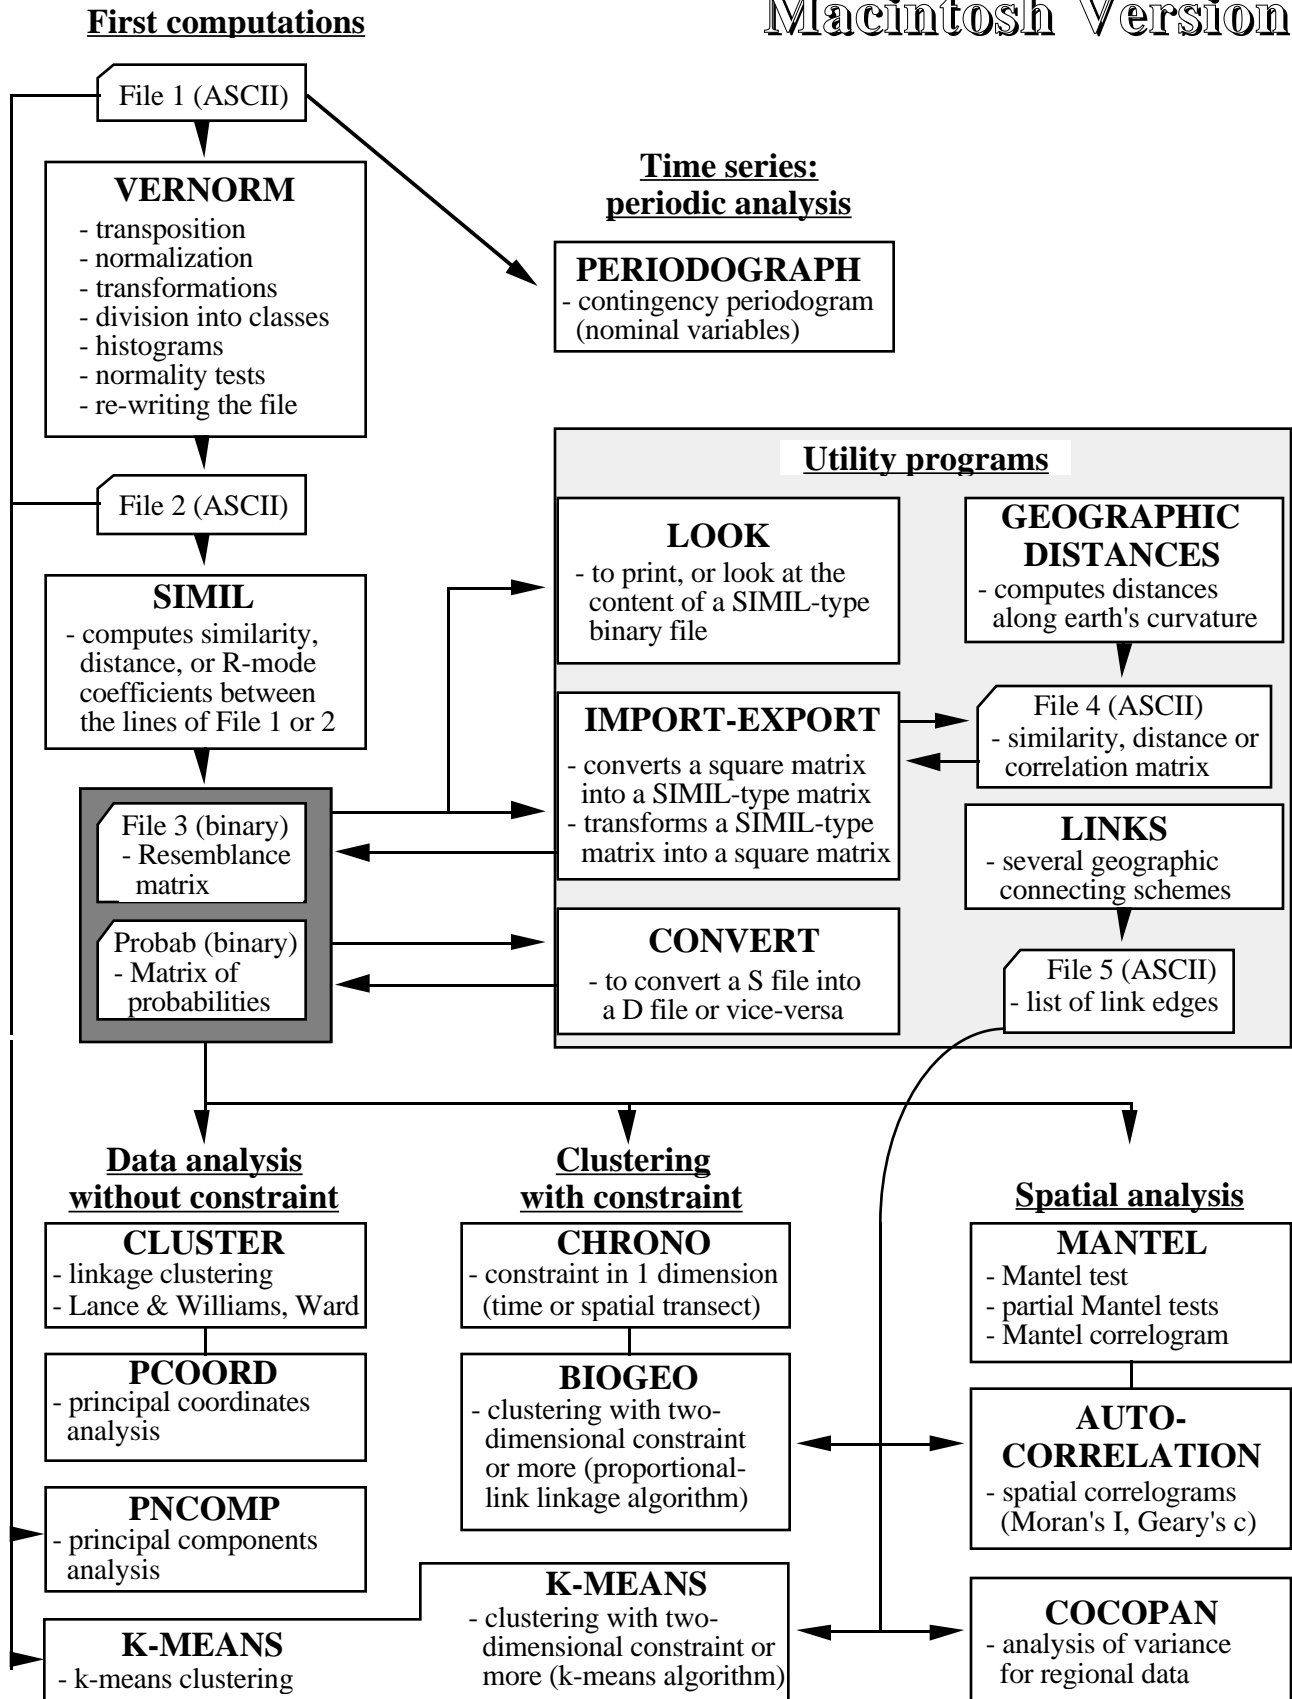 First computations
Macintosh Version
File 1 (ASCII)
VERNORM
- transposition
- normalization
- transformations
- division into classes
- histograms
- normality tests
- re-writing the file
Time series:
periodic analysis
PERIODOGRAPH
- contingency periodogram
(nominal variables)
File 2 (ASCII)
SIMIL
- computes similarity,
distance, or R-mode
coefficients between
the lines of File 1 or 2
File 3 (binary)
- Resemblance
matrix
Probab (binary)
- Matrix of
probabilities
Utility programs
LOOK
- to print, or look at the
content of a SIMIL-type
binary file
IMPORT-EXPORT
- converts a square matrix
into a SIMIL-type matrix
- transforms a SIMIL-type
matrix into a square matrix
CONVERT
- to convert a S file into
a D file or vice-versa
GEOGRAPHIC
DISTANCES
- computes distances
along earth's curvature
File 4 (ASCII)
- similarity, distance or
correlation matrix
LINKS
- several geographic
connecting schemes
File 5 (ASCII)
- list of link edges
Data analysis
without constraint
CLUSTER
- linkage clustering
- Lance & Williams, Ward
PCOORD
- principal coordinates
analysis
PNCOMP
- principal components
analysis
K-MEANS
- k-means clustering
Clustering
with constraint
CHRONO
- constraint in 1 dimension
(time or spatial transect)
BIOGEO
- clustering with two-
dimensional constraint
or more (proportional-
link linkage algorithm)
K-MEANS
- clustering with two-
dimensional constraint or
more (k-means algorithm)
Spatial analysis
MANTEL
- Mantel test
- partial Mantel tests
- Mantel correlogram
AUTO-
CORRELATION
- spatial correlograms
(Moran's I, Geary's c)
COCOPAN
- analysis of variance
for regional data